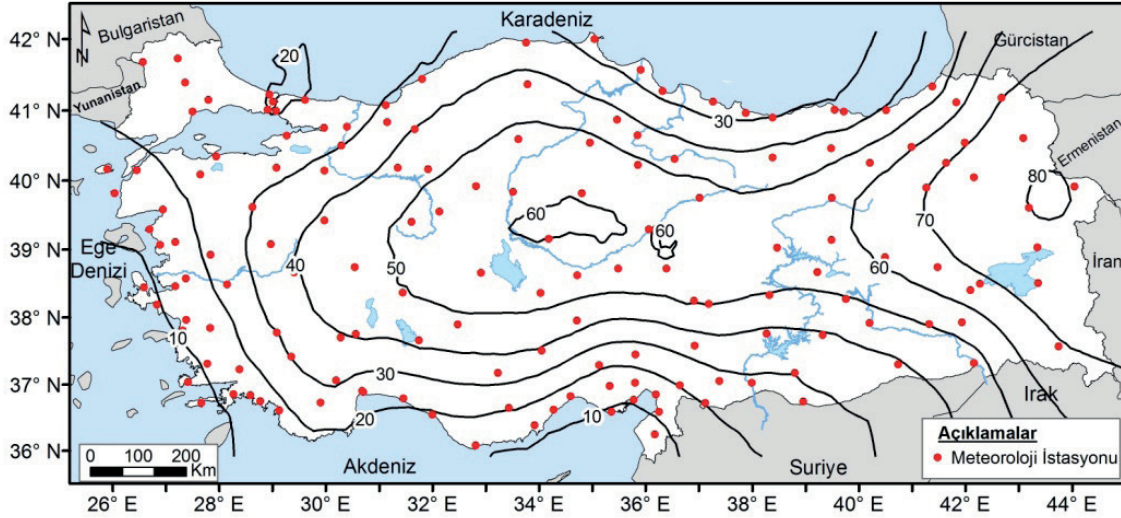 42° N
41° N
40° N
39° N
38° N
37° N
36° N
N
Bulgaristan
Karadeniz
Gürcistan
Yunanistan
Ermenistan
Ege
Denizi
İran
Irak
Suriye
Akdeniz
20
30
80
70
60
60
60
50
40
30
20
10
10
0 100 200
Km
Açıklamalar
Meteoroloji İstasyonu
26° E
28° E
30° E
32° E
34° E
36° E
38° E
40° E
42° E
44° E